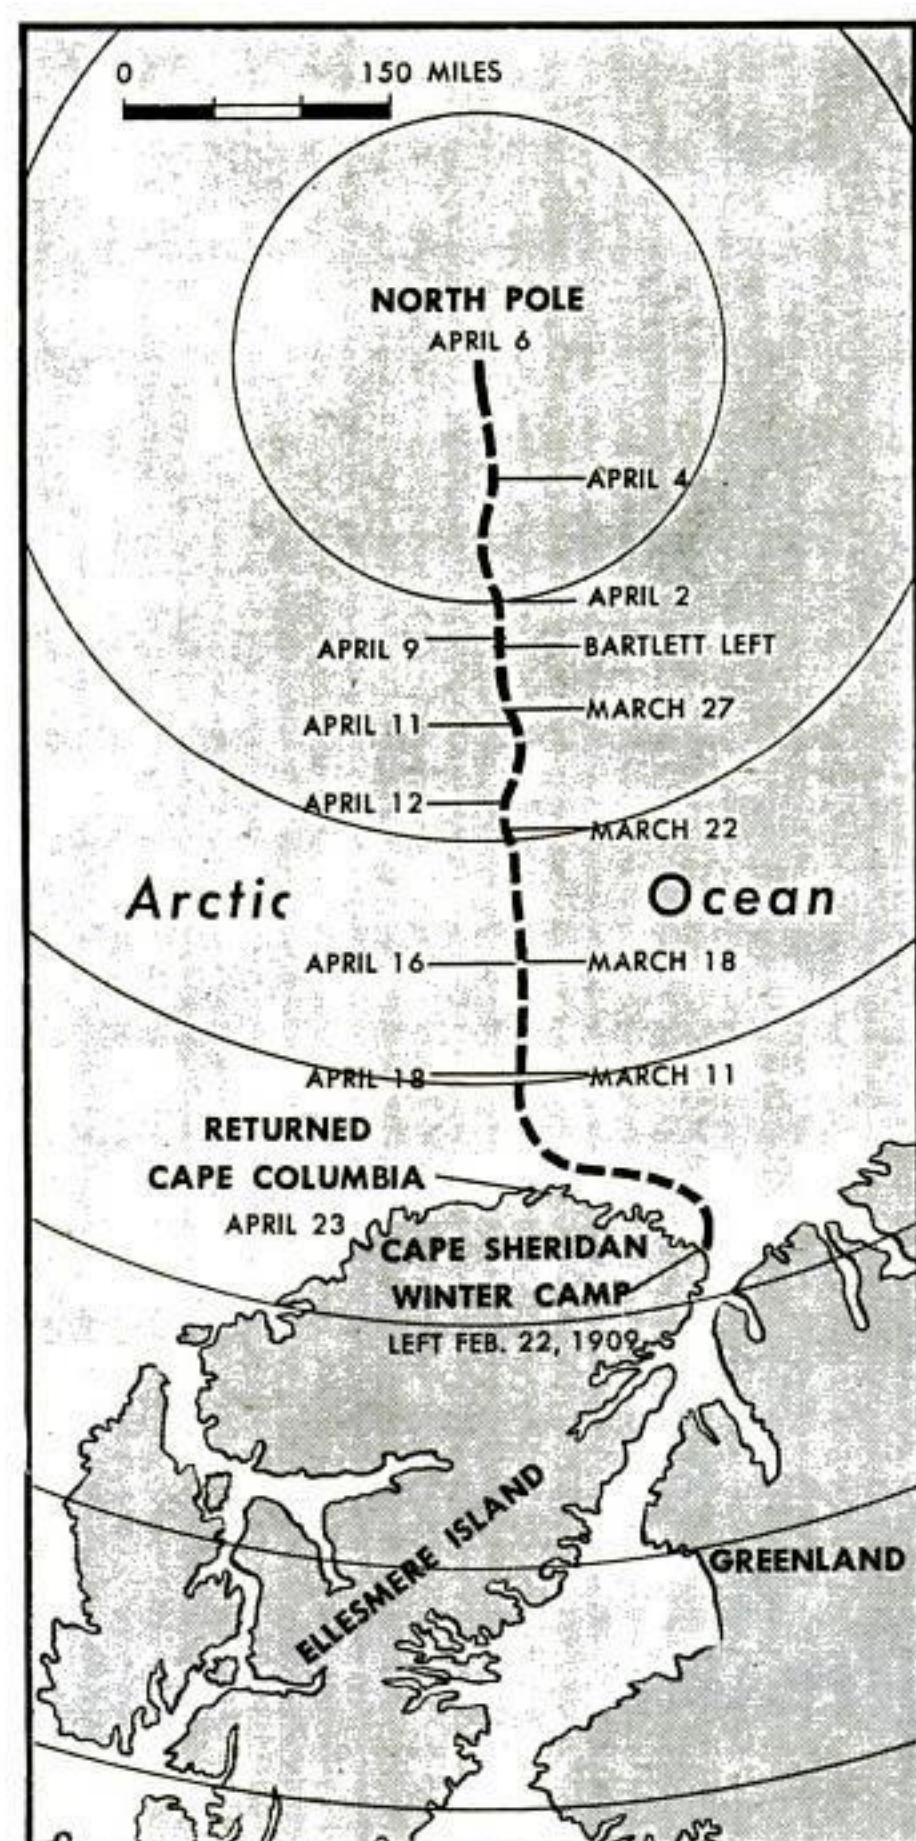 0 150 MILES
NORTH POLE
APRIL 6
APRIL 4
APRIL 2
APRIL 9
BARTLETT LEFT
MARCH 27
APRIL 11
APRIL 12
MARCH 22
Arctic Ocean
APRIL 16
MARCH 18
APRIL 18
MARCH 11
RETURNED
CAPE COLUMBIA
APRIL 23
CAPE SHERIDAN
WINTER CAMP
LEFT FEB. 22, 1909
ELLESMERE ISLAND
GREENLAND